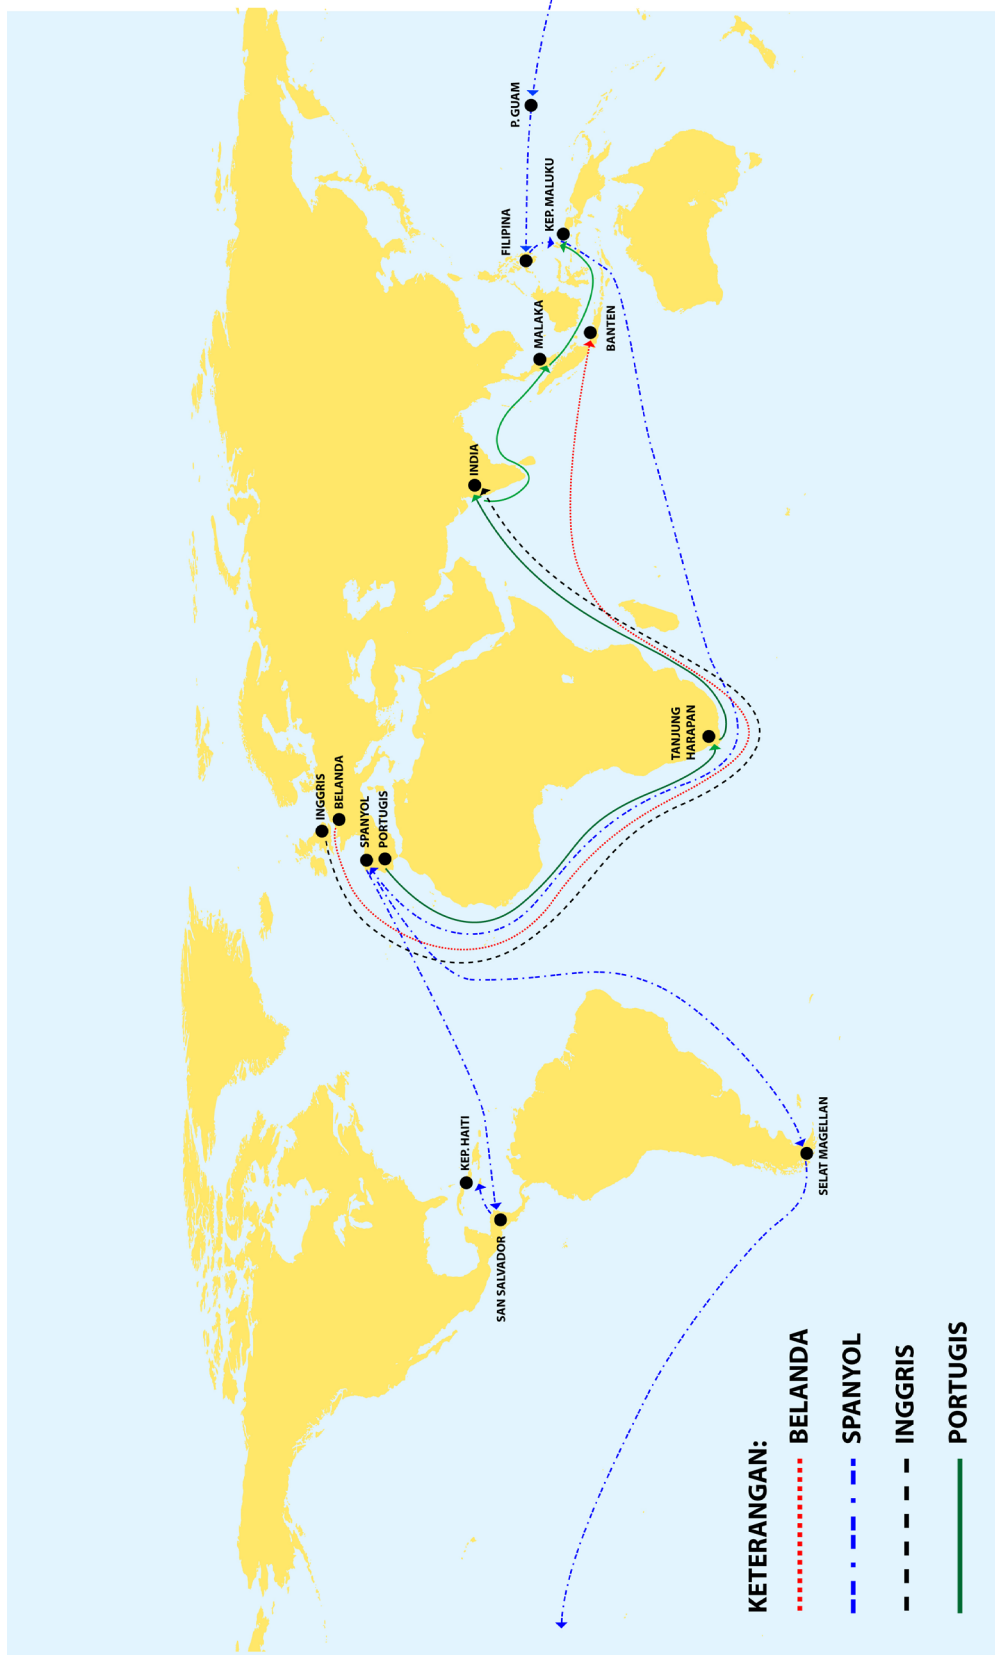 INGGRIS
BELANDA
SPANYOL
PORTUGIS
KEP. HAITI
SAN SALVADOR
SELAT MAGELLAN
TANJUNG
HARAPAN
INDIA
MALAKA
BANTEN
FILIPINA
KEP. MALUKU
P. GUAM
KETERANGAN:
BELANDA
SPANYOL
INGGRIS
PORTUGIS